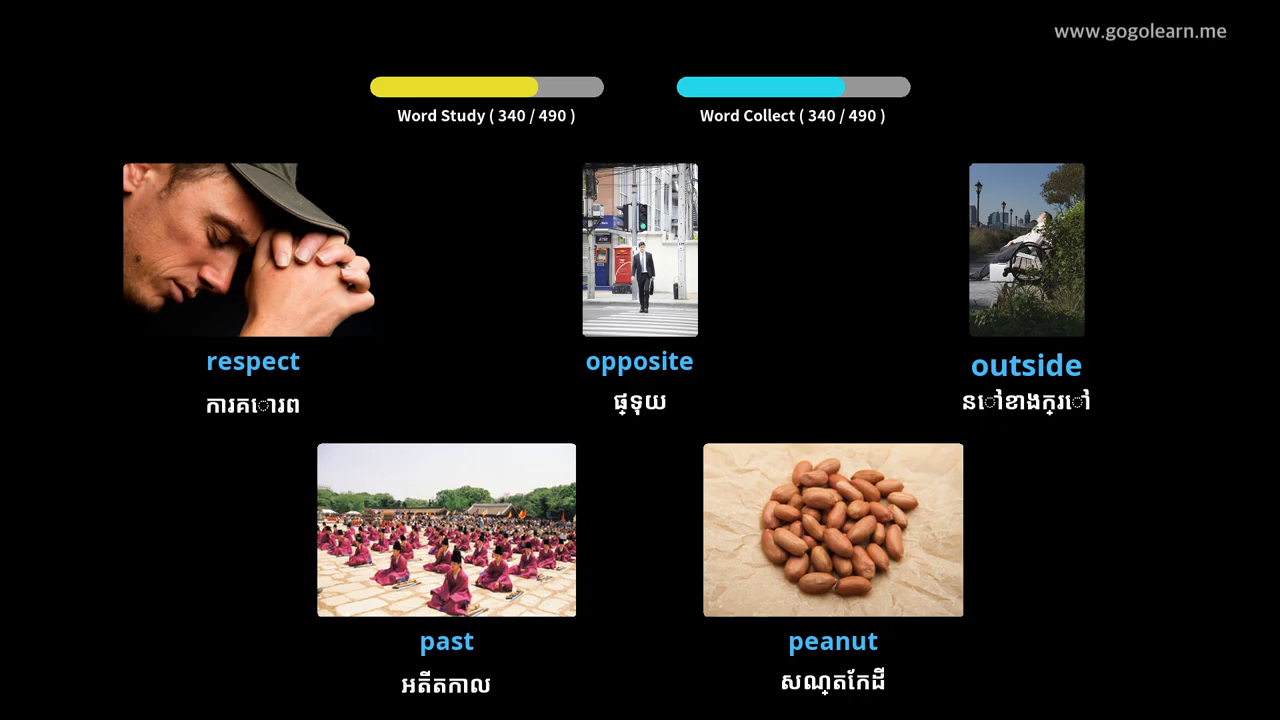 www.gogolearn.me
Word Study ( 340 / 490 )
Word Collect ( 340 / 490 )
respect
ការគោរព
opposite
ផ្ទុយ
outside
នៅខាងក្រៅ
past
អតីតកាល
peanut
សណ្តកែដី